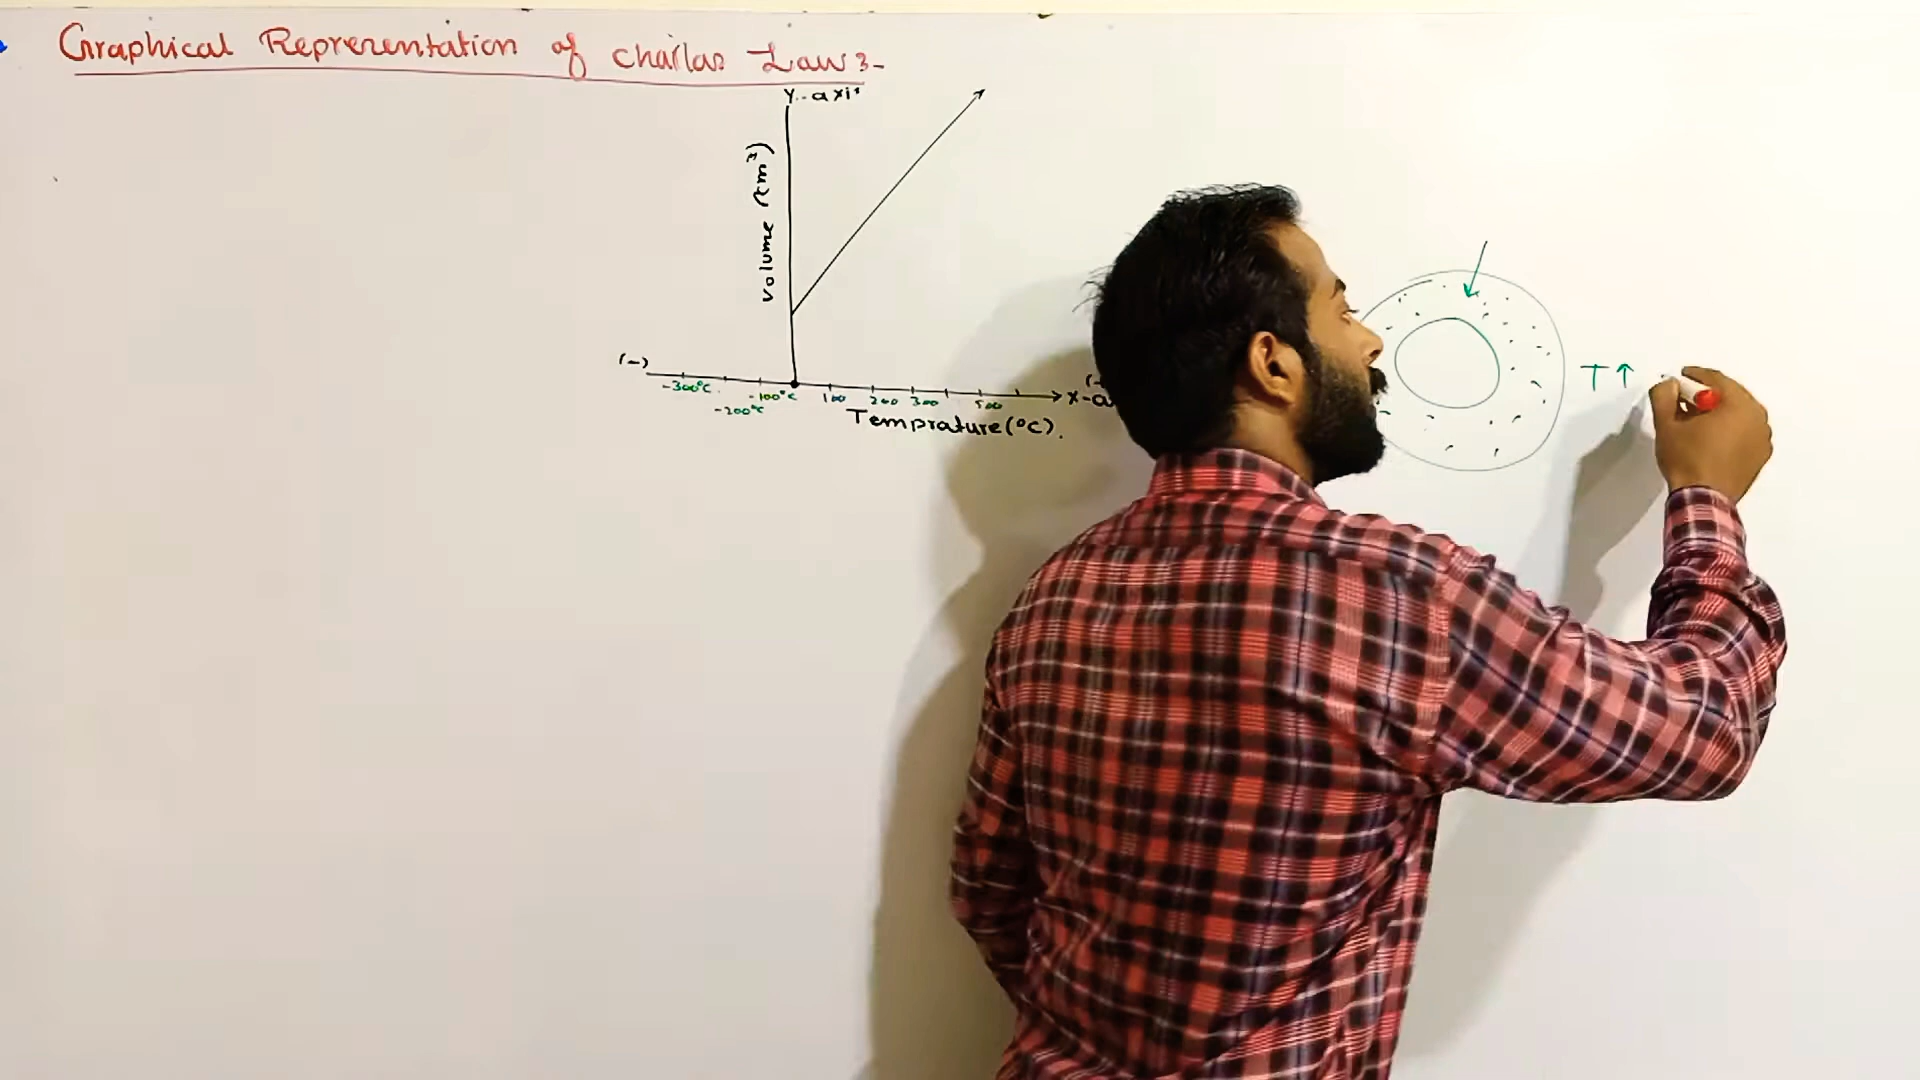 Graphical Reprerentation of Charlas Law:-
Y-axis
volume (cm³)
(-)
-300°C -100°C 100 200 300 500
-200°C
X-a
Temprature(°C).
T↑